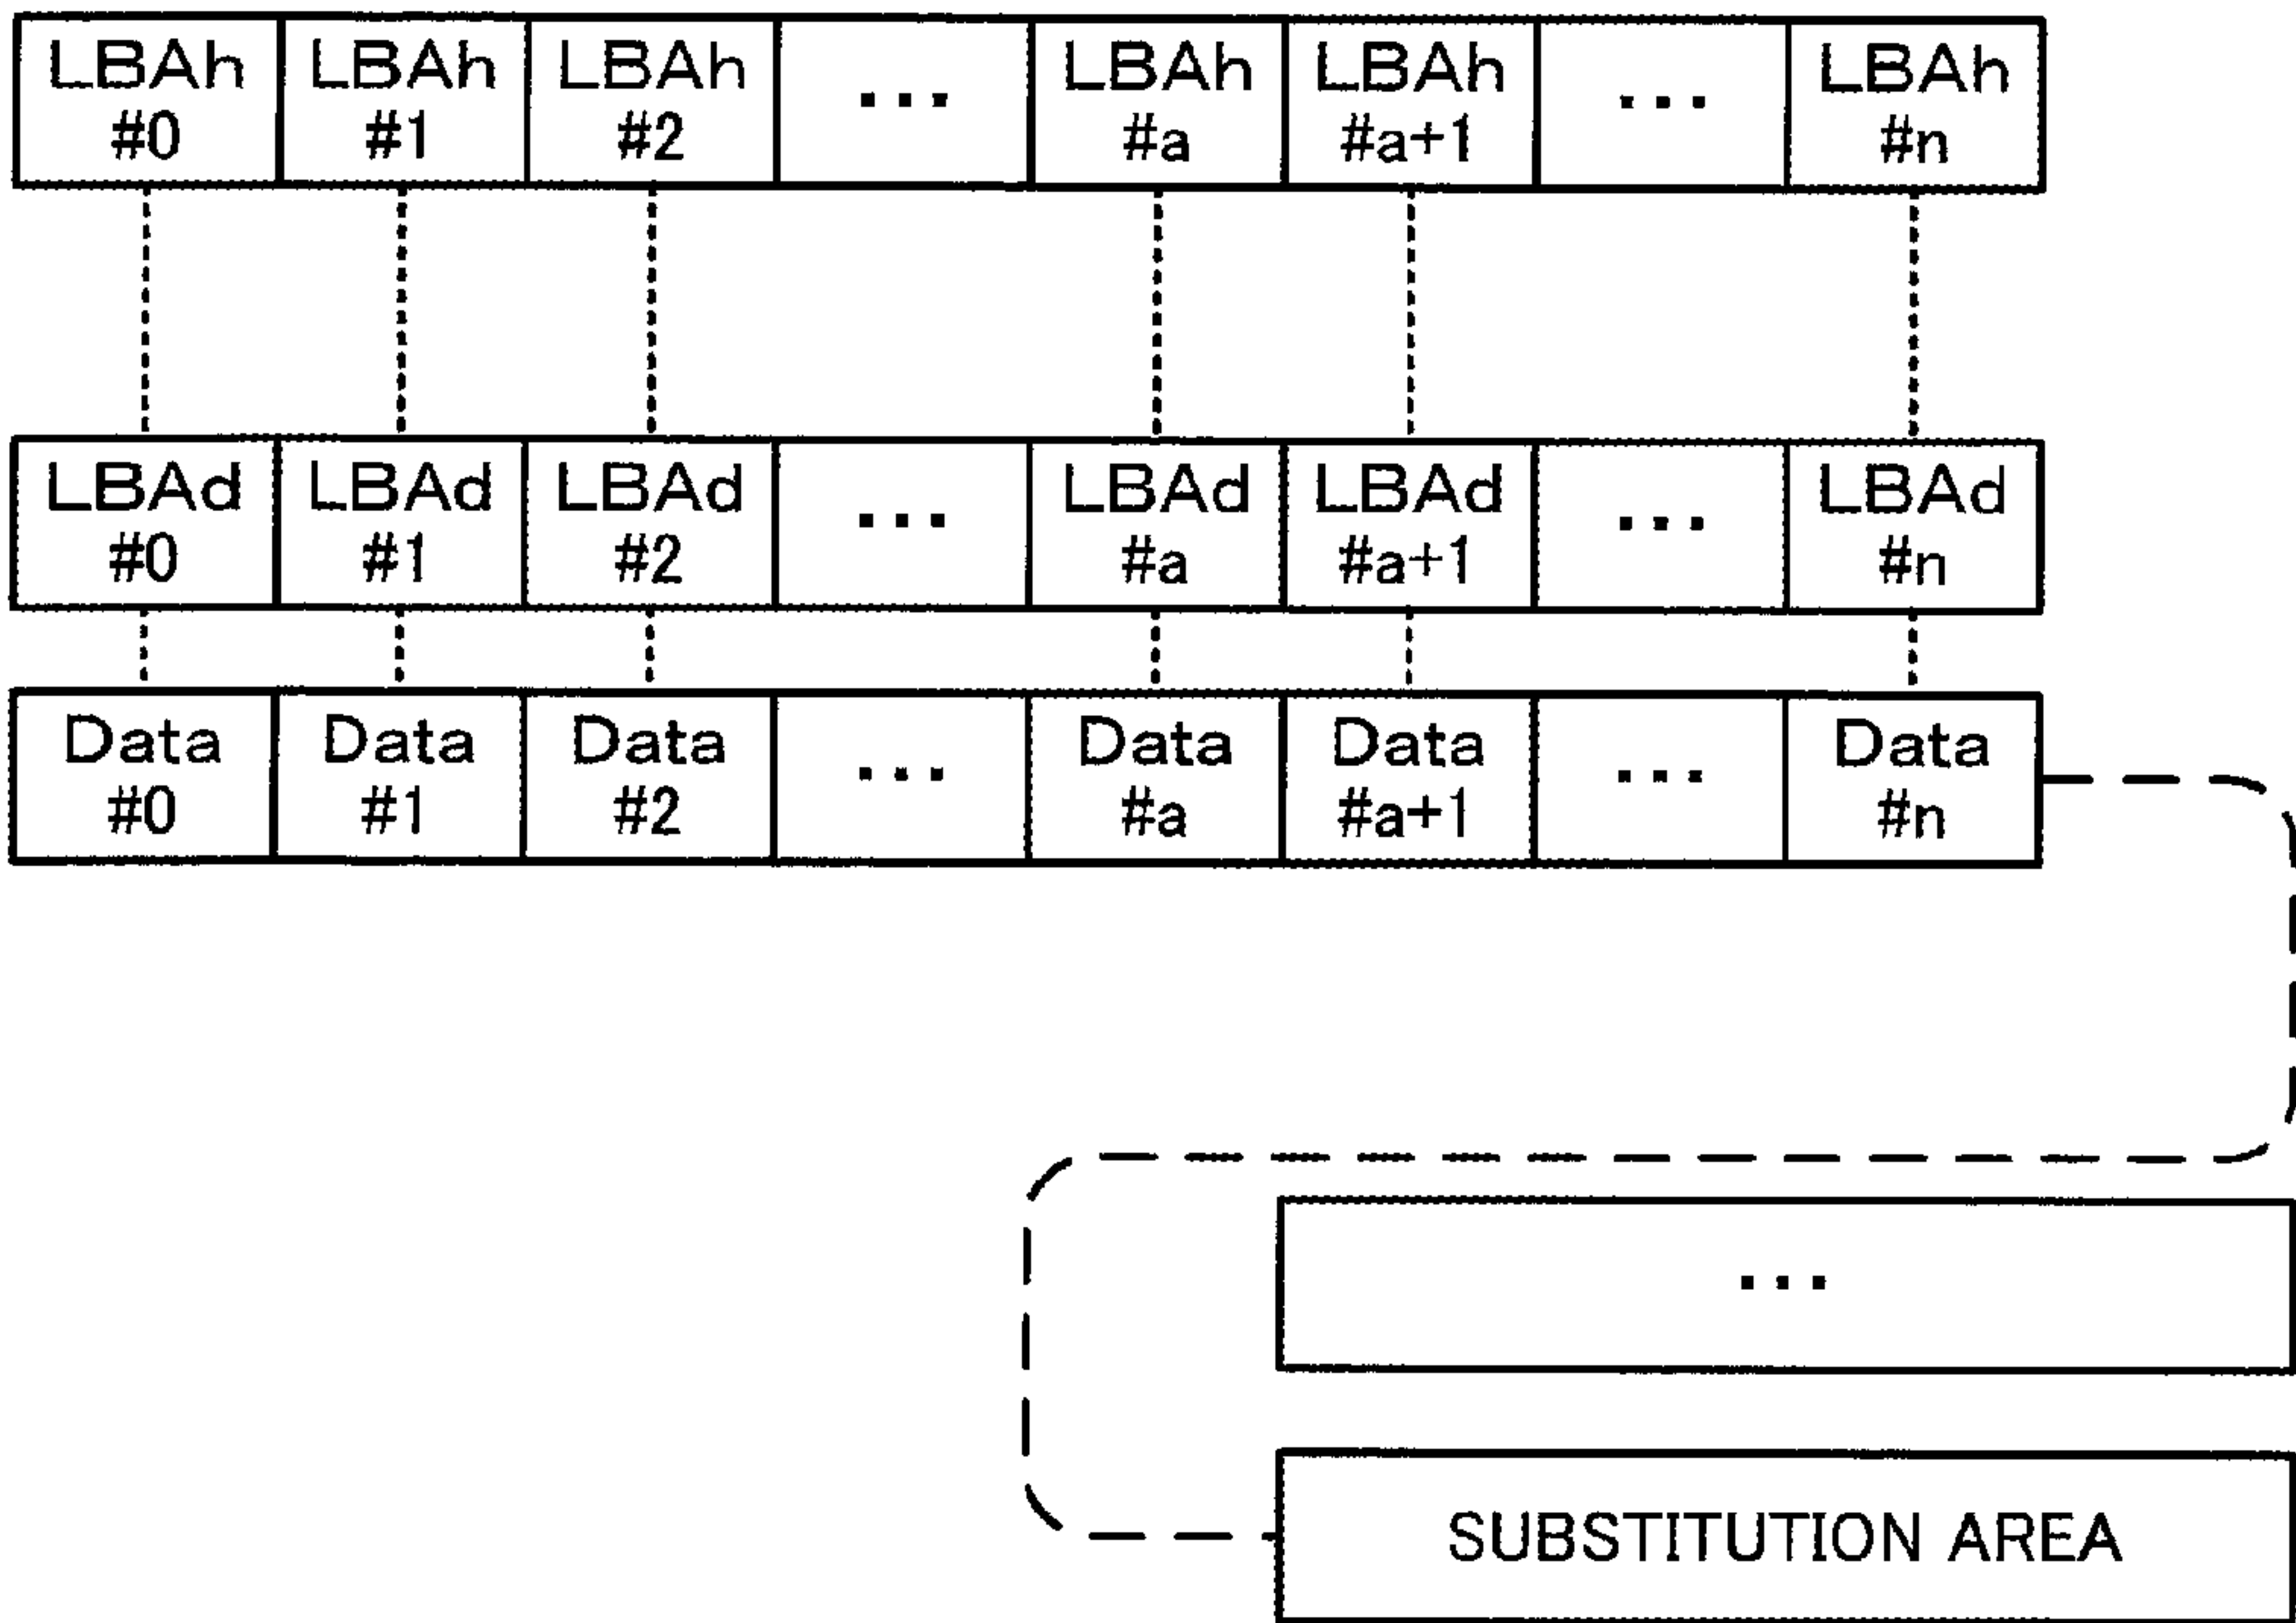 LBAh LBAh LBAh ... LBAh LBAh ... LBAh
#0 #1 #2 #a #a+1 #n
LBAd LBAd LBAd ... LBAd LBAd ... LBAd
#0 #1 #2 #a #a+1 #n
Data Data Data ... Data Data ... Data
#0 #1 #2 #a #a+1 #n
...
SUBSTITUTION AREA